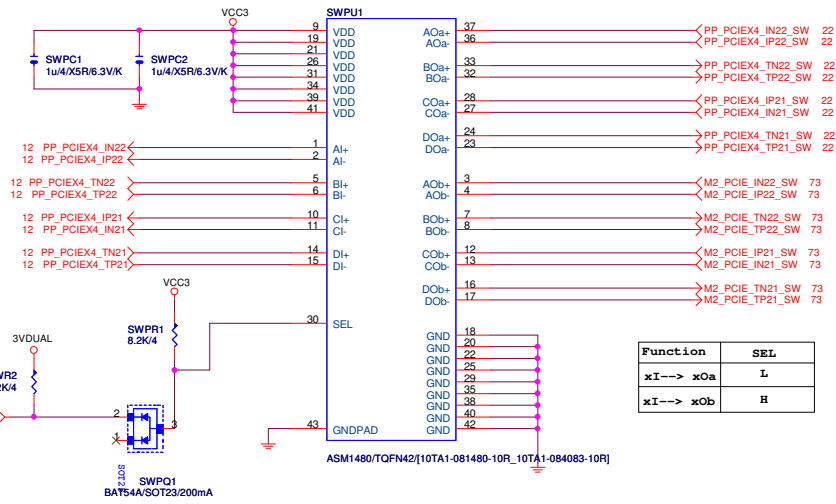 VCC3
SWPU1
SWPC1
1u/4/X5R/6.3V/K
SWPC2
1u/4/X5R/6.3V/K
9 VDD
19 VDD
21 VDD
26 VDD
31 VDD
34 VDD
39 VDD
41 VDD
12 PP_PCIEX4_IN22 1 AI+
12 PP_PCIEX4_IP22 2 AI-
12 PP_PCIEX4_TN22 5 BI+
12 PP_PCIEX4_TP22 6 BI-
12 PP_PCIEX4_IP21 10 CI+
12 PP_PCIEX4_IN21 11 CI-
12 PP_PCIEX4_TN21 14 DI+
12 PP_PCIEX4_TP21 15 DI-
AOa+ 37 PP_PCIEX4_IN22_SW 22
AOa- 36 PP_PCIEX4_IP22_SW 22
BOa+ 33 PP_PCIEX4_TN22_SW 22
BOa- 32 PP_PCIEX4_TP22_SW 22
COa+ 28 PP_PCIEX4_IP21_SW 22
COa- 27 PP_PCIEX4_IN21_SW 22
DOa+ 24 PP_PCIEX4_TN21_SW 22
DOa- 23 PP_PCIEX4_TP21_SW 22
AOb+ 3 M2_PCIE_IN22_SW 73
AOb- 4 M2_PCIE_IP22_SW 73
BOb+ 7 M2_PCIE_TN22_SW 73
BOb- 8 M2_PCIE_TP22_SW 73
COb+ 12 M2_PCIE_IP21_SW 73
COb- 13 M2_PCIE_IN21_SW 73
DOb+ 16 M2_PCIE_TN21_SW 73
DOb- 17 M2_PCIE_TP21_SW 73
VCC3
SWPR1
8.2K/4
30 SEL
3VDUAL
WR2
2K/4
2
1
3
SOT23
SWPQ1
BAT54A/SOT23/200mA
43 GNDPAD
GND 18
GND 20
GND 22
GND 25
GND 29
GND 35
GND 38
GND 40
GND 42
ASM1480/TQFN42/[10TA1-081480-10R_10TA1-084083-10R]
Function SEL
xI--> xOa L
xI--> xOb H